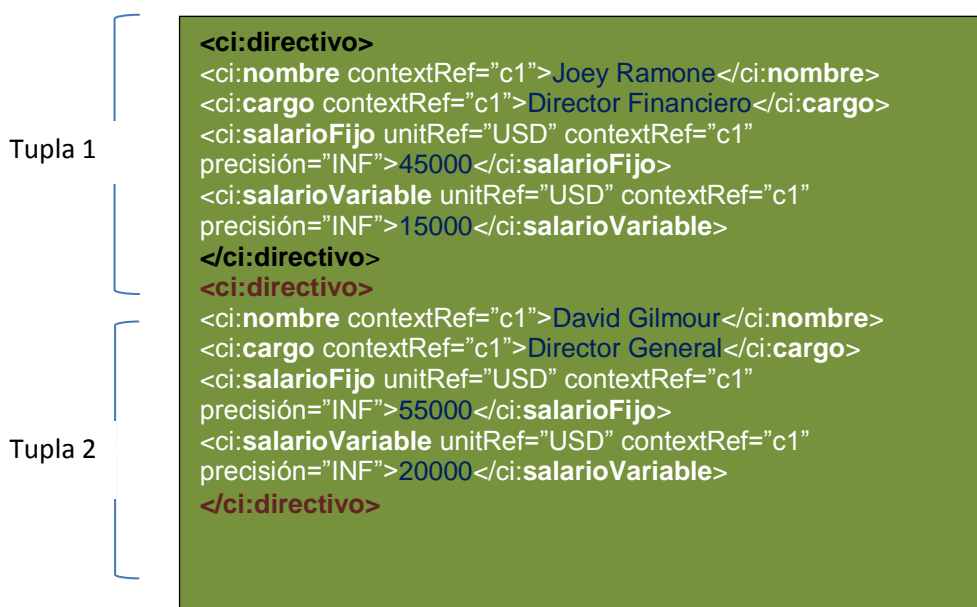 <ci:directivo>
<ci:nombre contextRef=”c1”>Joey Ramone</ci:nombre>
<ci:cargo contextRef=”c1”>Director Financiero</ci:cargo>
<ci:salarioFijo unitRef=”USD” contextRef=”c1”
Tupla 1
precisión=”INF”>45000</ci:salarioFijo>
<ci:salarioVariable unitRef=”USD” contextRef=”c1”
precisión=”INF”>15000</ci:salarioVariable>
</ci:directivo>
<ci:directivo>
<ci:nombre contextRef=”c1”>David Gilmour</ci:nombre>
<ci:cargo contextRef=”c1”>Director General</ci:cargo>
<ci:salarioFijo unitRef=”USD” contextRef=”c1”
precisión=”INF”>55000</ci:salarioFijo>
Tupla 2
<ci:salarioVariable unitRef=”USD” contextRef=”c1”
precisión=”INF”>20000</ci:salarioVariable>
</ci:directivo>